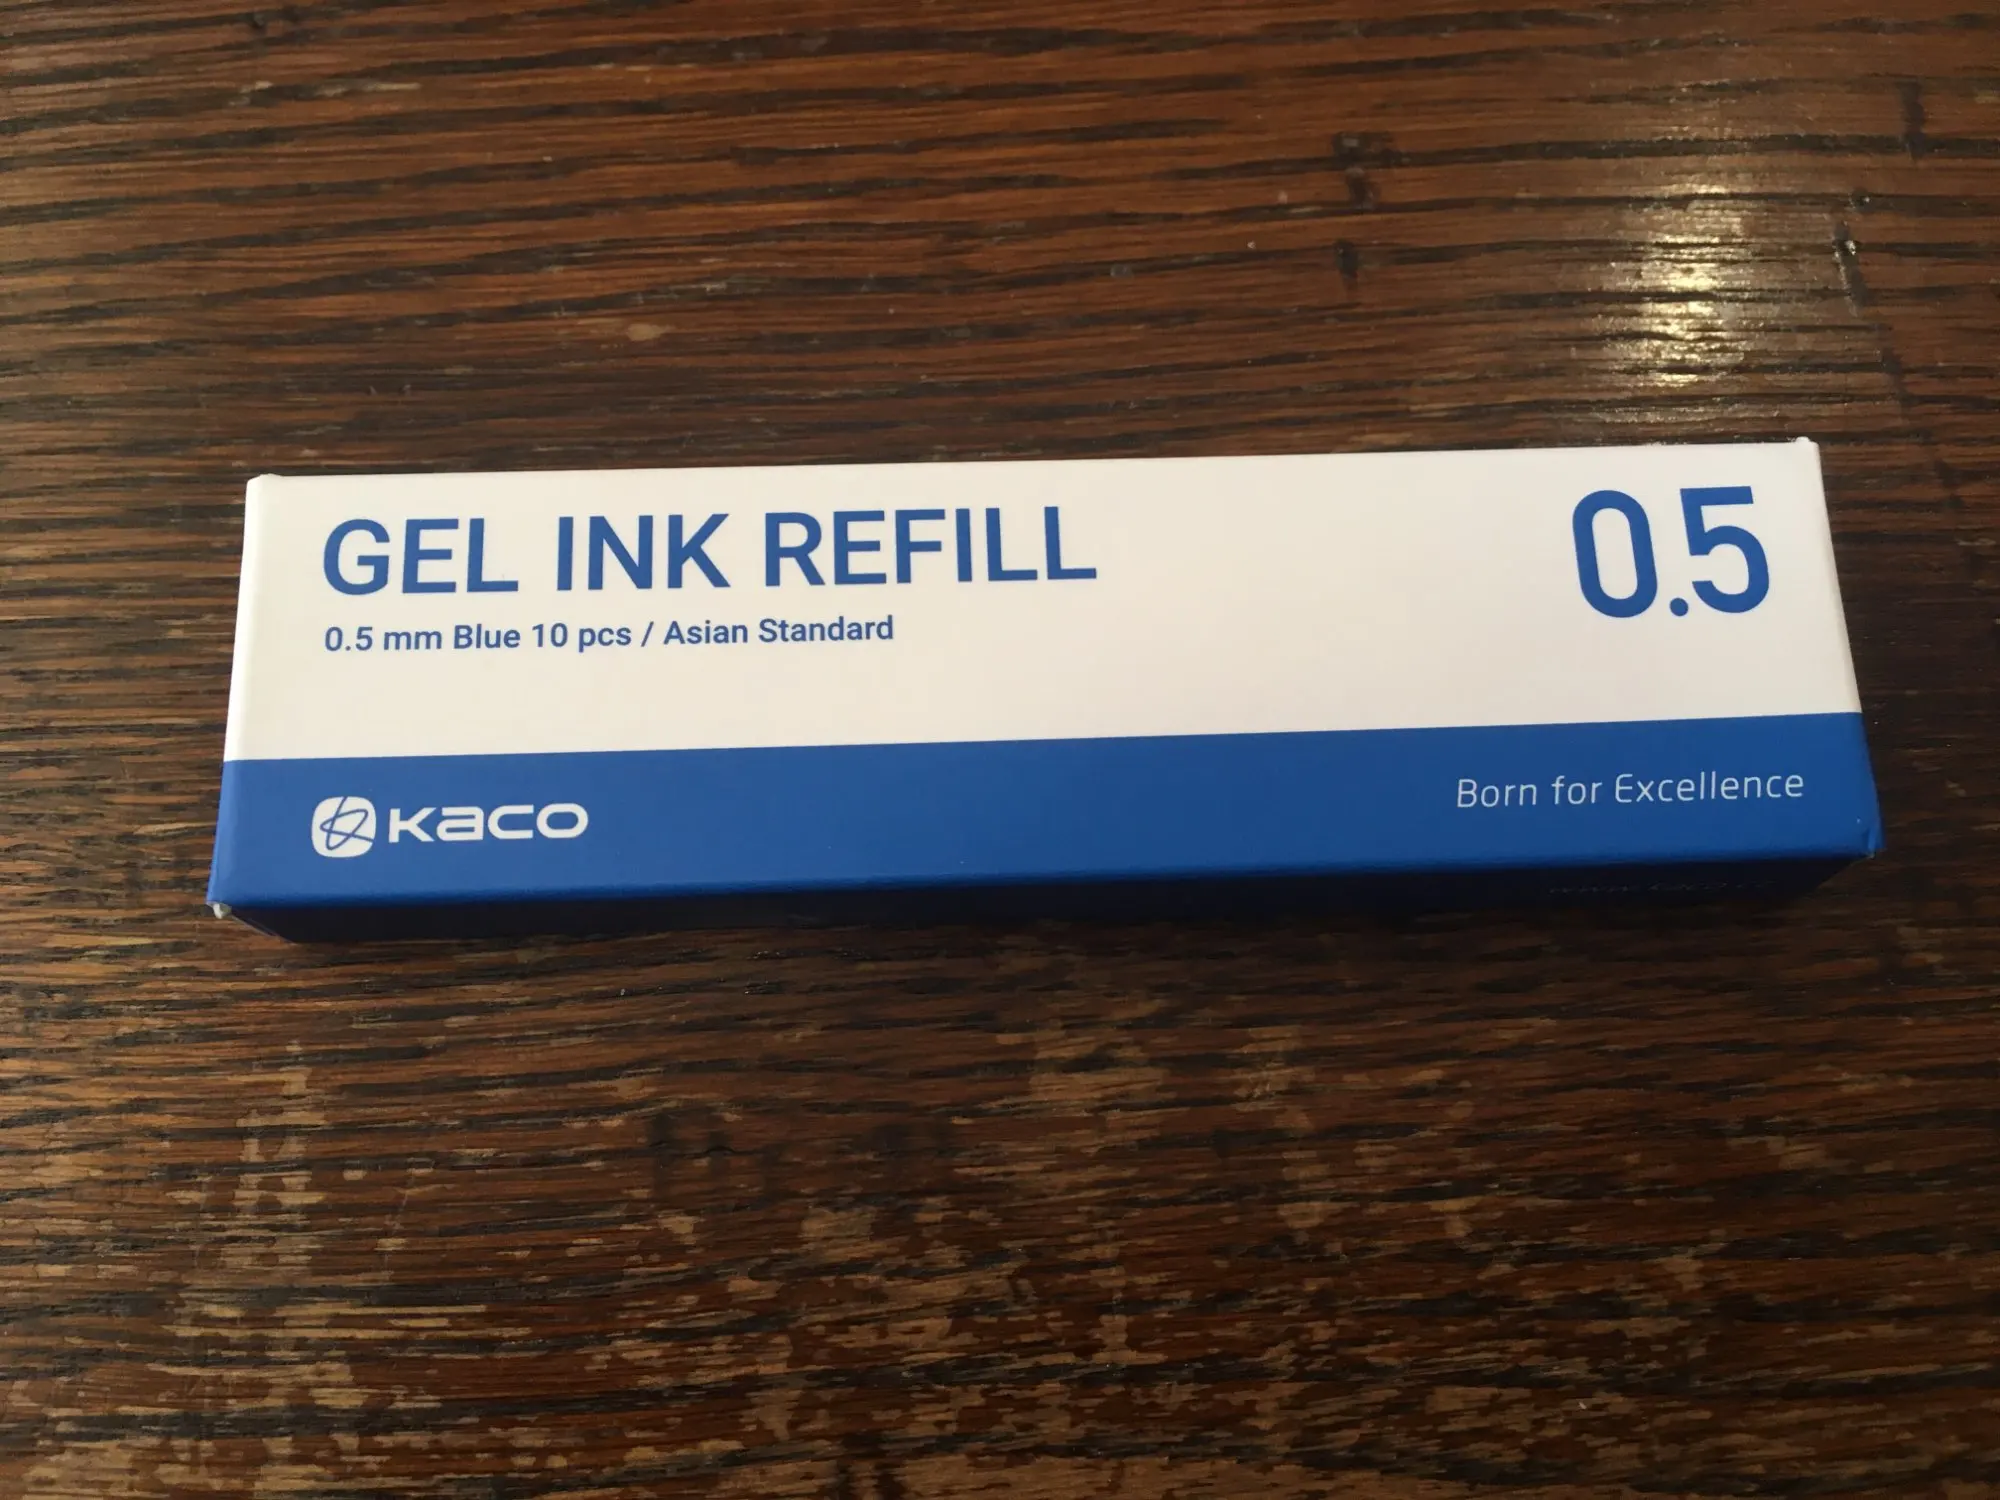 GEL INK REFILL
0.5
0.5 mm Blue 10 pcs / Asian Standard
KACO
Born for Excellence